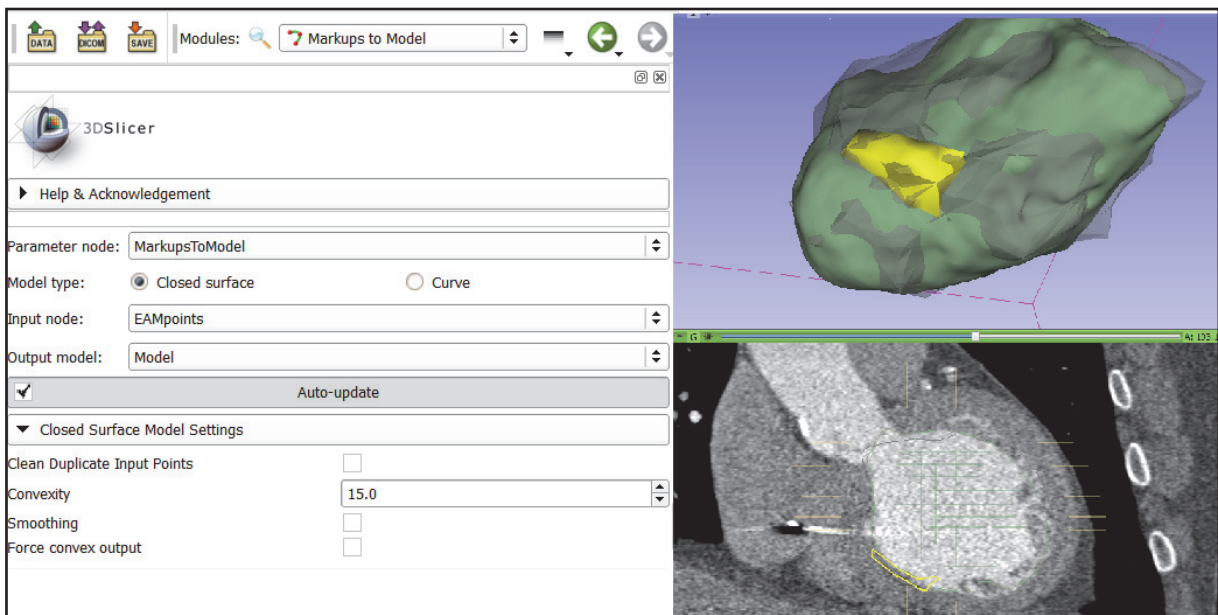 DATA DICOM SAVE Modules: Markups to Model
3DSlicer
Help & Acknowledgement
Parameter node: MarkupsToModel
Model type: Closed surface Curve
Input node: EAMpoints
Output model: Model
Auto-update
Closed Surface Model Settings
Clean Duplicate Input Points
Convexity 15.0
Smoothing
Force convex output
1
G